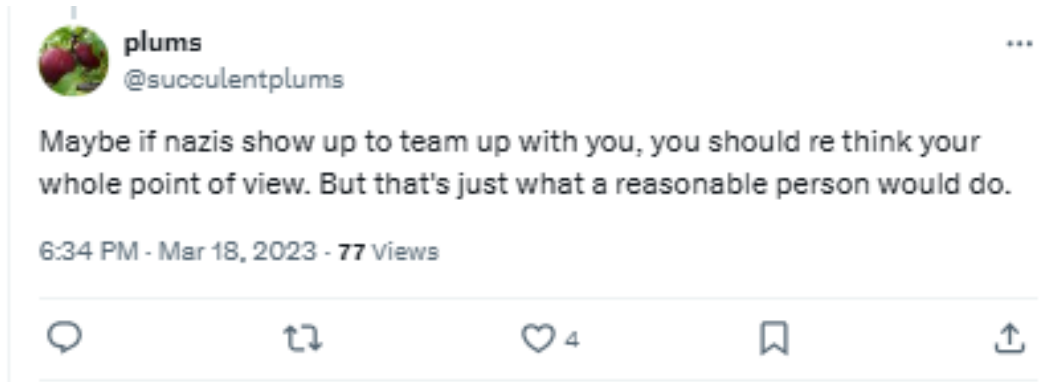 plums
@succulentplums
Maybe if nazis show up to team up with you, you should re think your
whole point of view. But that's just what a reasonable person would do.
6:34 PM · Mar 18, 2023 · 77 Views
4